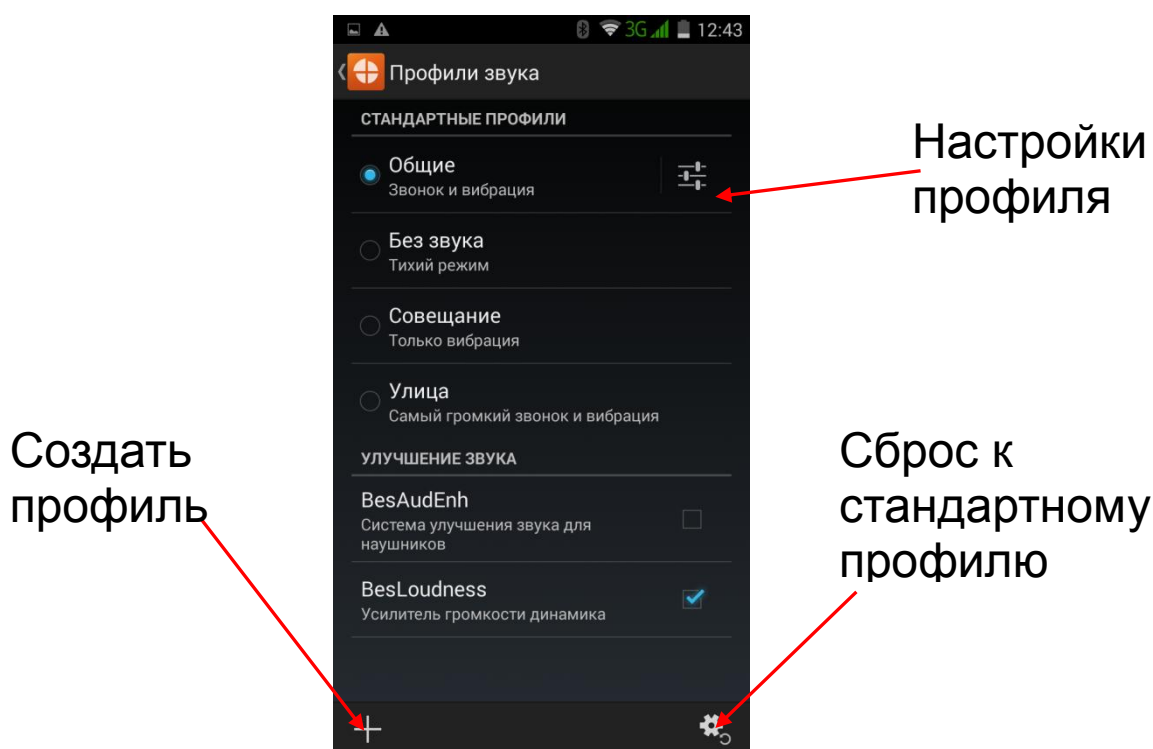 3G 12:43
Профили звука
СТАНДАРТНЫЕ ПРОФИЛИ
Общие
Звонок и вибрация
Настройки
профиля
Без звука
Тихий режим
Совещание
Только вибрация
Улица
Самый громкий звонок и вибрация
Создать
профиль
УЛУЧШЕНИЕ ЗВУКА
BesAudEnh
Система улучшения звука для
наушников
BesLoudness
Усилитель громкости динамика
Сброс к
стандартному
профилю